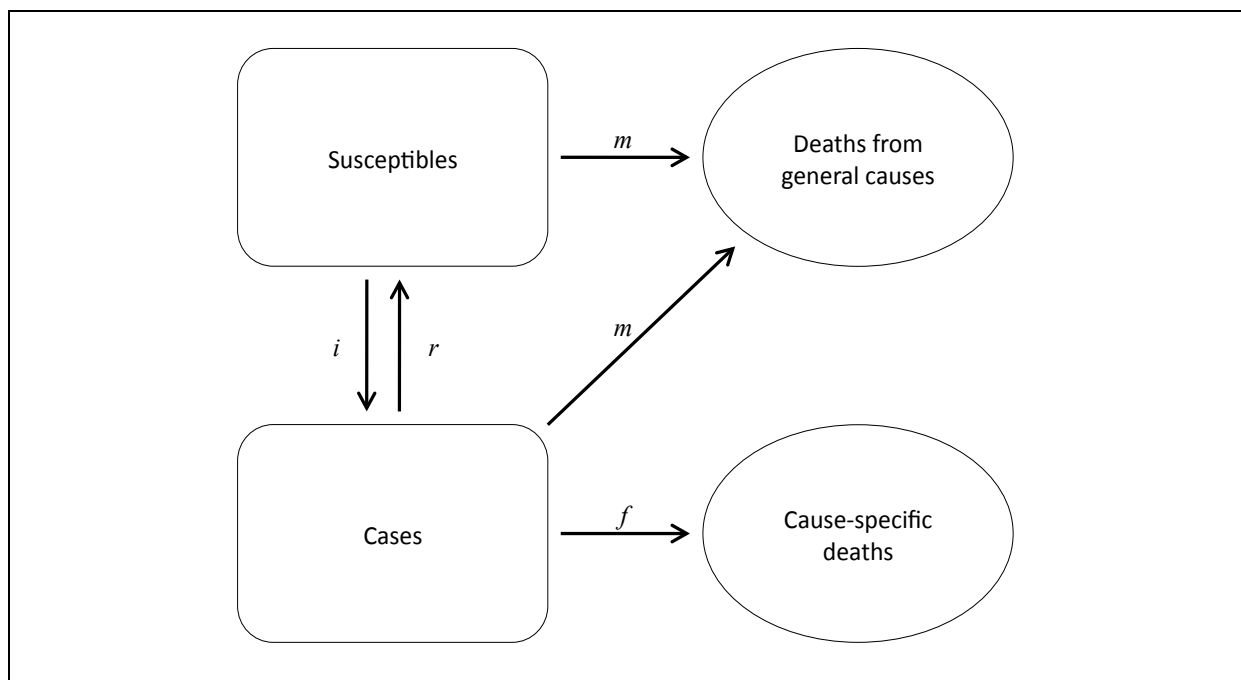 Susceptibles
m
Deaths from
general causes
i
r
m
Cases
f
Cause-specific
deaths